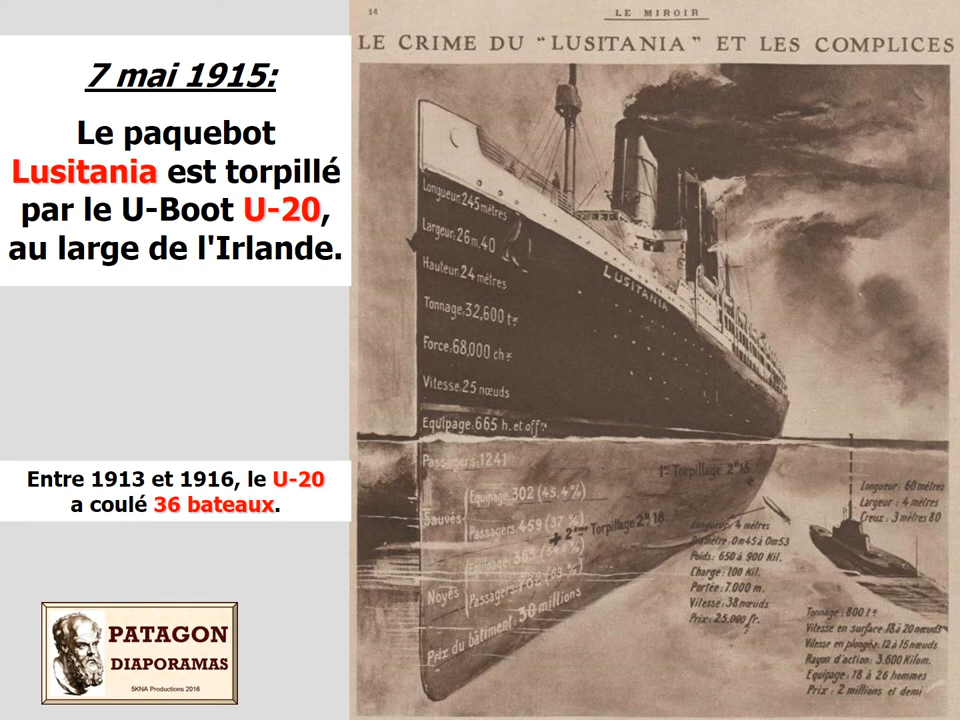 7 mai 1915:
Le paquebot
Lusitania est torpillé
par le U-Boot U-20,
au large de l'Irlande.
Entre 1913 et 1916, le U-20
a coulé 36 bateaux.
PATAGON
DIAPORAMAS
5KNA Productions 2016
14
LE MIROIR
LE CRIME DU "LUSITANIA" ET LES COMPLICES
Longueur: 245 mètres
Largeur: 26 m. 40
Hauteur: 24 mètres
Tonnage: 32,600 tx
Force: 68,000 chx
Vitesse: 25 nœuds
LUSITANIA
Equipage: 665 h. et offrs
Passagers: 1241
Sauvés
Equipage: 302 (45.4%)
Passagers: 459 (37 %)
Noyés
Equipage: 363
Passagers: 782 (63 %)
Prix du bâtiment: 30 millions
1er Torpillage 2h
2ème Torpillage 2h 18
Longueur: 4 mètres
Diamètre: 0m45 à 0m53
Poids: 650 à 900 Kil.
Charge: 100 Kil.
Portée: 7.000 m.
Vitesse: 38 nœuds
Prix: 25.000 fr.
Longueur: 60 mètres
Largeur: 4 mètres
Creux: 3 mètres 80
Tonnage: 800 tx
Vitesse en surface: 18 à 20 nœuds
Vitesse en plongée: 12 à 15 nœuds
Rayon d'action: 3.600 Kilom.
Equipage: 18 à 26 hommes
Prix: 2 millions et demi